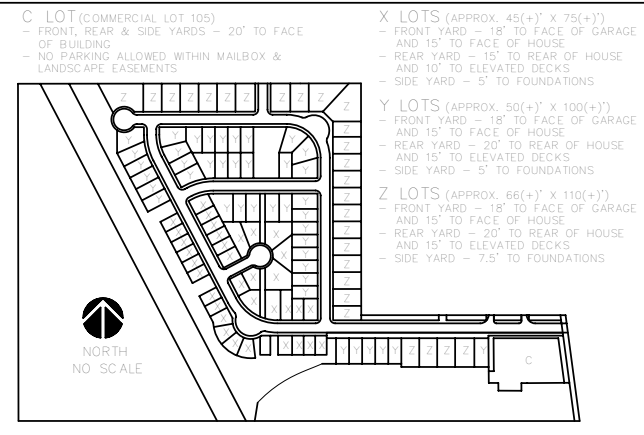 C LOT (COMMERCIAL LOT 105)
- FRONT, REAR & SIDE YARDS - 20' TO FACE
OF BUILDING
- NO PARKING ALLOWED WITHIN MAILBOX &
LANDSCAPE EASEMENTS
X LOTS (APPROX. 45(+)' X 75(+)')
- FRONT YARD - 18' TO FACE OF GARAGE
AND 15' TO FACE OF HOUSE
- REAR YARD - 15' TO REAR OF HOUSE
AND 10' TO ELEVATED DECKS
- SIDE YARD - 5' TO FOUNDATIONS
Y LOTS (APPROX. 50(+)' X 100(+)')
- FRONT YARD - 18' TO FACE OF GARAGE
AND 15' TO FACE OF HOUSE
- REAR YARD - 20' TO REAR OF HOUSE
AND 15' TO ELEVATED DECKS
- SIDE YARD - 5' TO FOUNDATIONS
Z LOTS (APPROX. 66(+)' X 110(+)')
- FRONT YARD - 18' TO FACE OF GARAGE
AND 15' TO FACE OF HOUSE
- REAR YARD - 20' TO REAR OF HOUSE
AND 15' TO ELEVATED DECKS
- SIDE YARD - 7.5' TO FOUNDATIONS
Z Z Z Z Z Z Z Z Z
NORTH
NO SCALE
Y Y Y Y Y Z Z Z Z Y
C